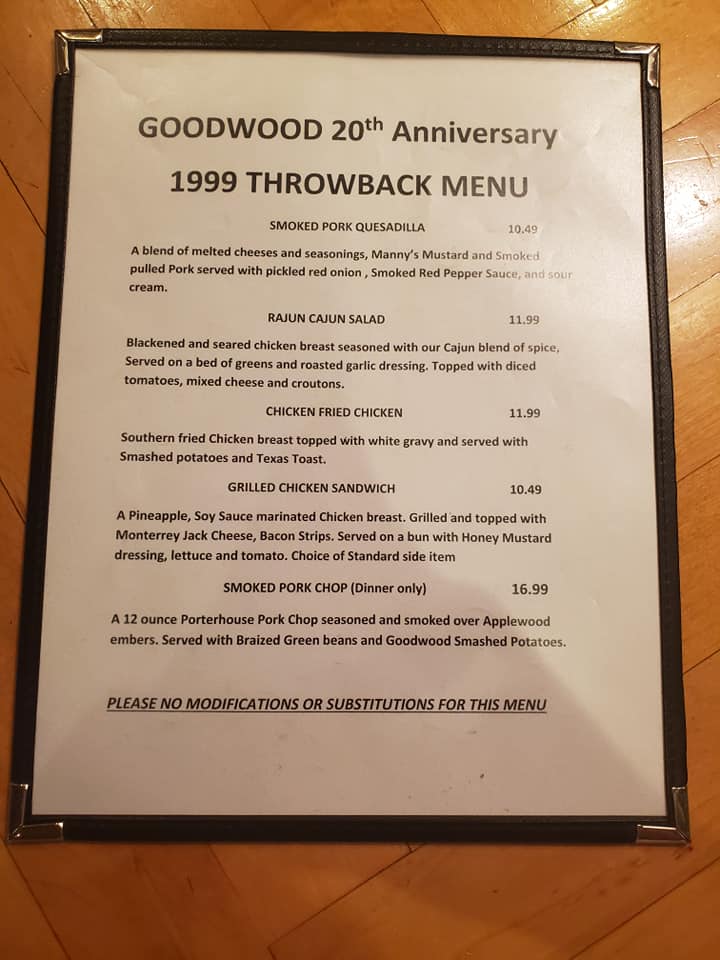 GOODWOOD 20th Anniversary
1999 THROWBACK MENU
SMOKED PORK QUESADILLA 10.49
A blend of melted cheeses and seasonings, Manny's Mustard and Smoked
pulled Pork served with pickled red onion , Smoked Red Pepper Sauce, and sour
cream.
RAJUN CAJUN SALAD 11.99
Blackened and seared chicken breast seasoned with our Cajun blend of spice,
Served on a bed of greens and roasted garlic dressing. Topped with diced
tomatoes, mixed cheese and croutons.
CHICKEN FRIED CHICKEN 11.99
Southern fried Chicken breast topped with white gravy and served with
Smashed potatoes and Texas Toast.
GRILLED CHICKEN SANDWICH 10.49
A Pineapple, Soy Sauce marinated Chicken breast. Grilled and topped with
Monterrey Jack Cheese, Bacon Strips. Served on a bun with Honey Mustard
dressing, lettuce and tomato. Choice of Standard side item
SMOKED PORK CHOP (Dinner only) 16.99
A 12 ounce Porterhouse Pork Chop seasoned and smoked over Applewood
embers. Served with Braized Green beans and Goodwood Smashed Potatoes.
PLEASE NO MODIFICATIONS OR SUBSTITUTIONS FOR THIS MENU